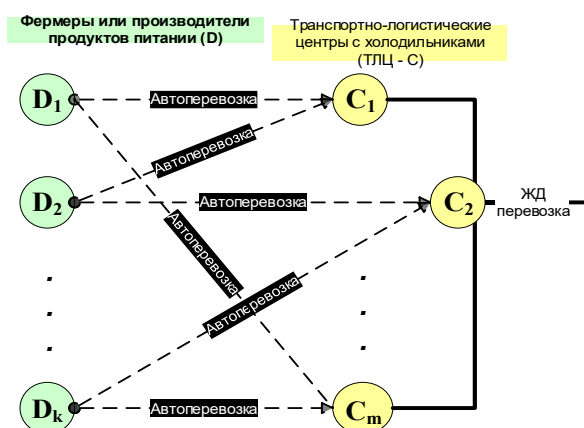 Фермеры или производители
продуктов питании (D)
Транспортно-логистические
центры с холодильниками
(ТЛЦ - С)
D1
Автоперевозка
C1
Автоперевозка
D2
Автоперевозка
C2
ЖД
перевозка
Автоперевозка
Автоперевозка
Dk
Автоперевозка
Cm